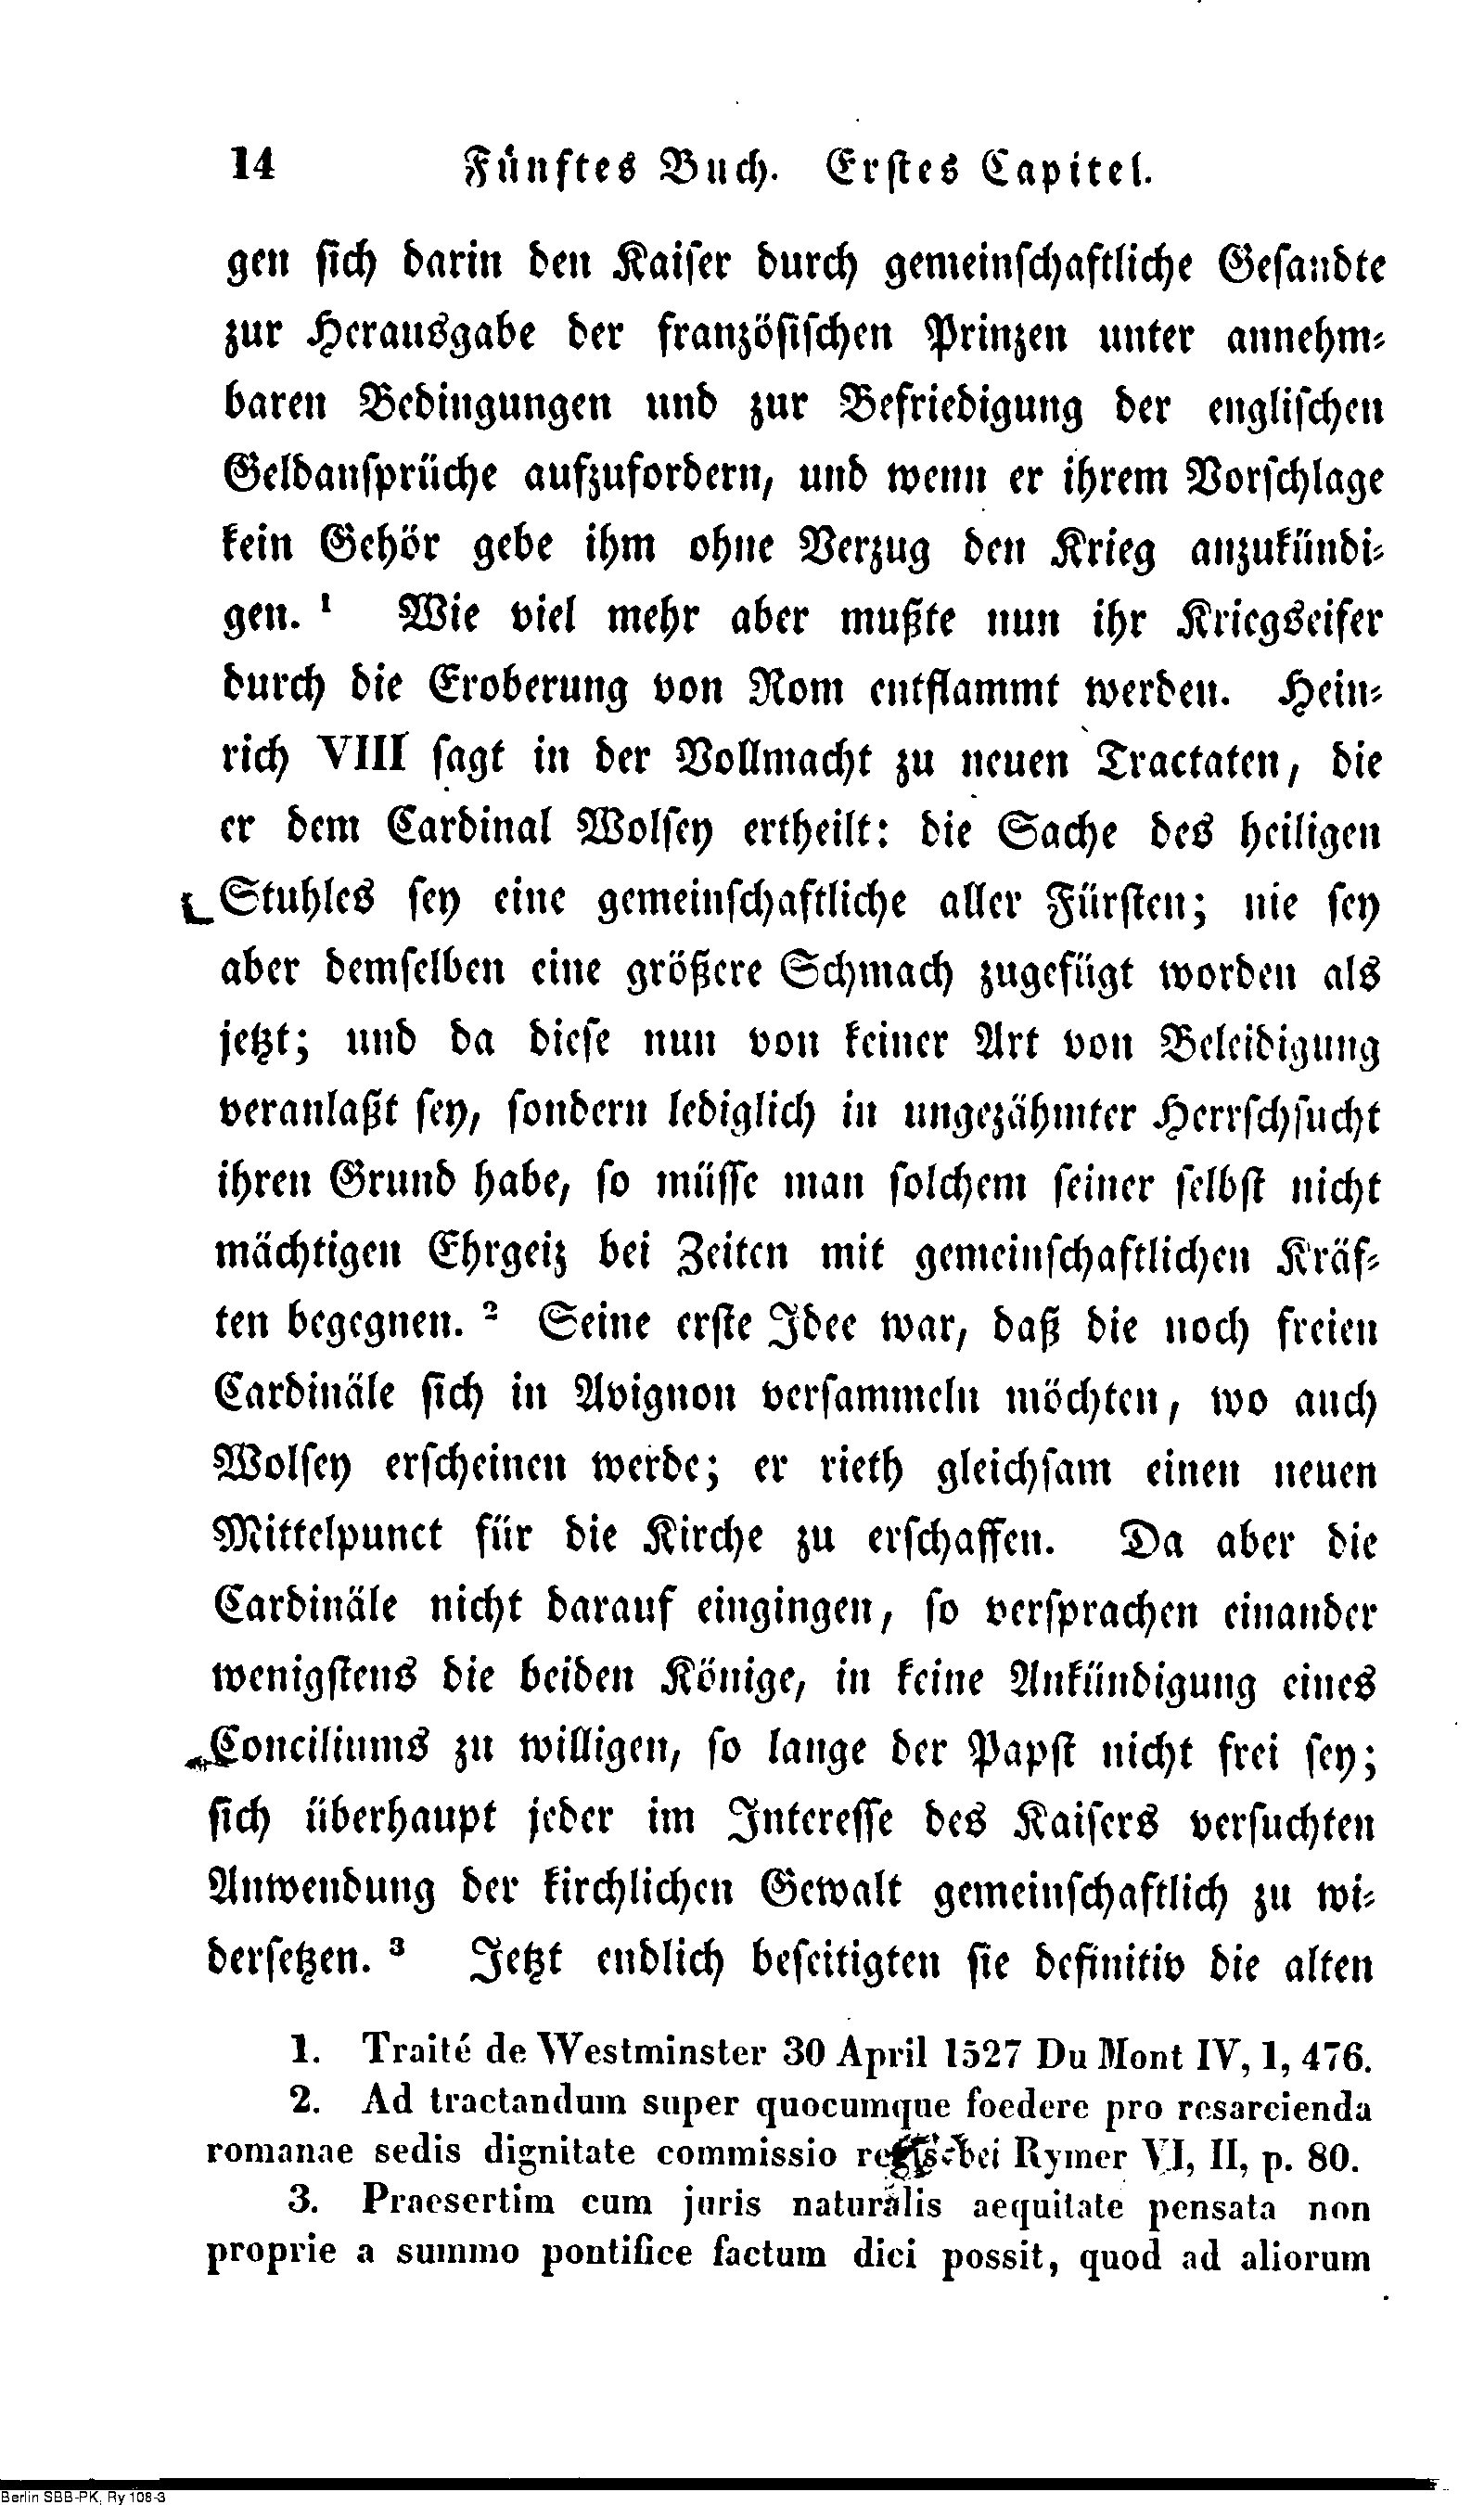 14 Fünftes Buch. Erstes Capitel.
gen sich darin den Kaiser durch gemeinschaftliche Gesandte
zur Herausgabe der französischen Prinzen unter annehm-
baren Bedingungen und zur Befriedigung der englischen
Geldansprüche aufzufordern, und wenn er ihrem Vorschlage
kein Gehör gebe ihm ohne Verzug den Krieg anzukündi-
gen. 1 Wie viel mehr aber mußte nun ihr Kriegseifer
durch die Eroberung von Rom entflammt werden. Hein-
rich VIII sagt in der Vollmacht zu neuen Tractaten, die
er dem Cardinal Wolsey ertheilt: die Sache des heiligen
Stuhles sey eine gemeinschaftliche aller Fürsten; nie sey
aber demselben eine größere Schmach zugefügt worden als
jetzt; und da diese nun von keiner Art von Beleidigung
veranlaßt sey, sondern lediglich in ungezähmter Herrschsucht
ihren Grund habe, so müsse man solchem seiner selbst nicht
mächtigen Ehrgeiz bei Zeiten mit gemeinschaftlichen Kräf-
ten begegnen. 2 Seine erste Idee war, daß die noch freien
Cardinäle sich in Avignon versammeln möchten, wo auch
Wolsey erscheinen werde; er rieth gleichsam einen neuen
Mittelpunct für die Kirche zu erschaffen. Da aber die
Cardinäle nicht darauf eingingen, so versprachen einander
wenigstens die beiden Könige, in keine Ankündigung eines
Conciliums zu willigen, so lange der Papst nicht frei sey;
sich überhaupt jeder im Interesse des Kaisers versuchten
Anwendung der kirchlichen Gewalt gemeinschaftlich zu wi-
dersetzen. 3 Jetzt endlich beseitigten sie definitiv die alten
1. Traité de Westminster 30 April 1527 Du Mont IV, 1, 476.
2. Ad tractandum super quocumque foedere pro resarcienda
romanae sedis dignitate commissio regis bei Rymer VI, II, p. 80.
3. Praesertim cum juris naturalis aequitate pensata non
proprie a summo pontifice factum dici possit, quod ad aliorum
Berlin SBB-PK, Ry 108-3